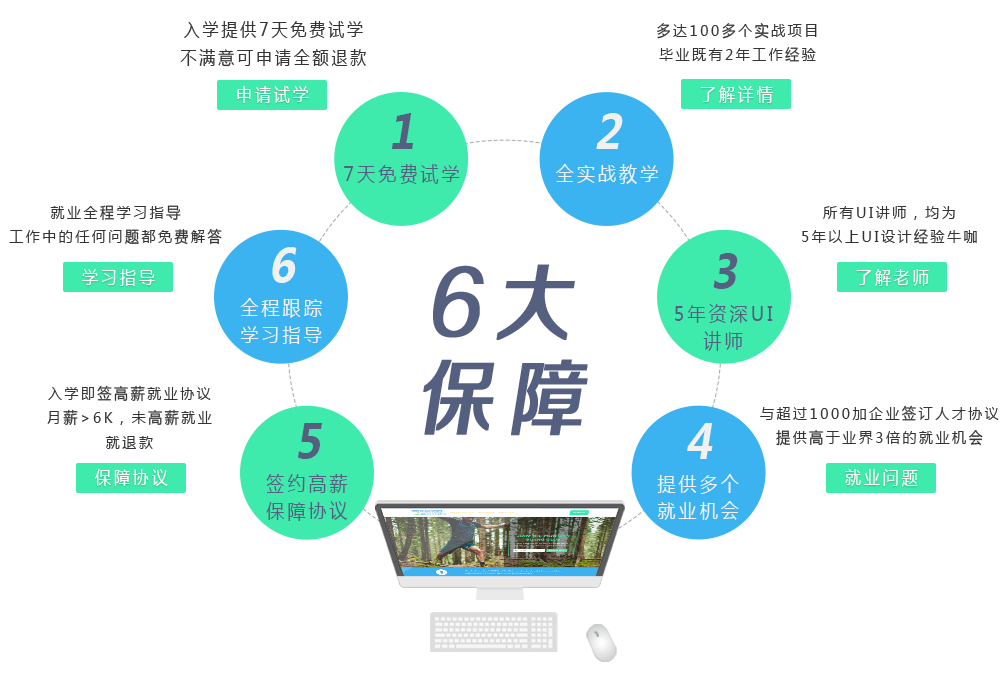 入学提供7天免费试学
不满意可申请全额退款
申请试学
1
7天免费试学
多达100多个实战项目
毕业既有2年工作经验
了解详情
2
全实战教学
所有UI讲师，均为
5年以上UI设计经验牛咖
了解老师
3
5年资深UI
讲师
与超过1000加企业签订人才协议
提供高于业界3倍的就业机会
就业问题
4
提供多个
就业机会
入学即签高薪就业协议
月薪>6K，未高薪就业
就退款
保障协议
5
签约高薪
保障协议
就业全程学习指导
工作中的任何问题都免费解答
学习指导
6
全程跟踪
学习指导
6大
保障